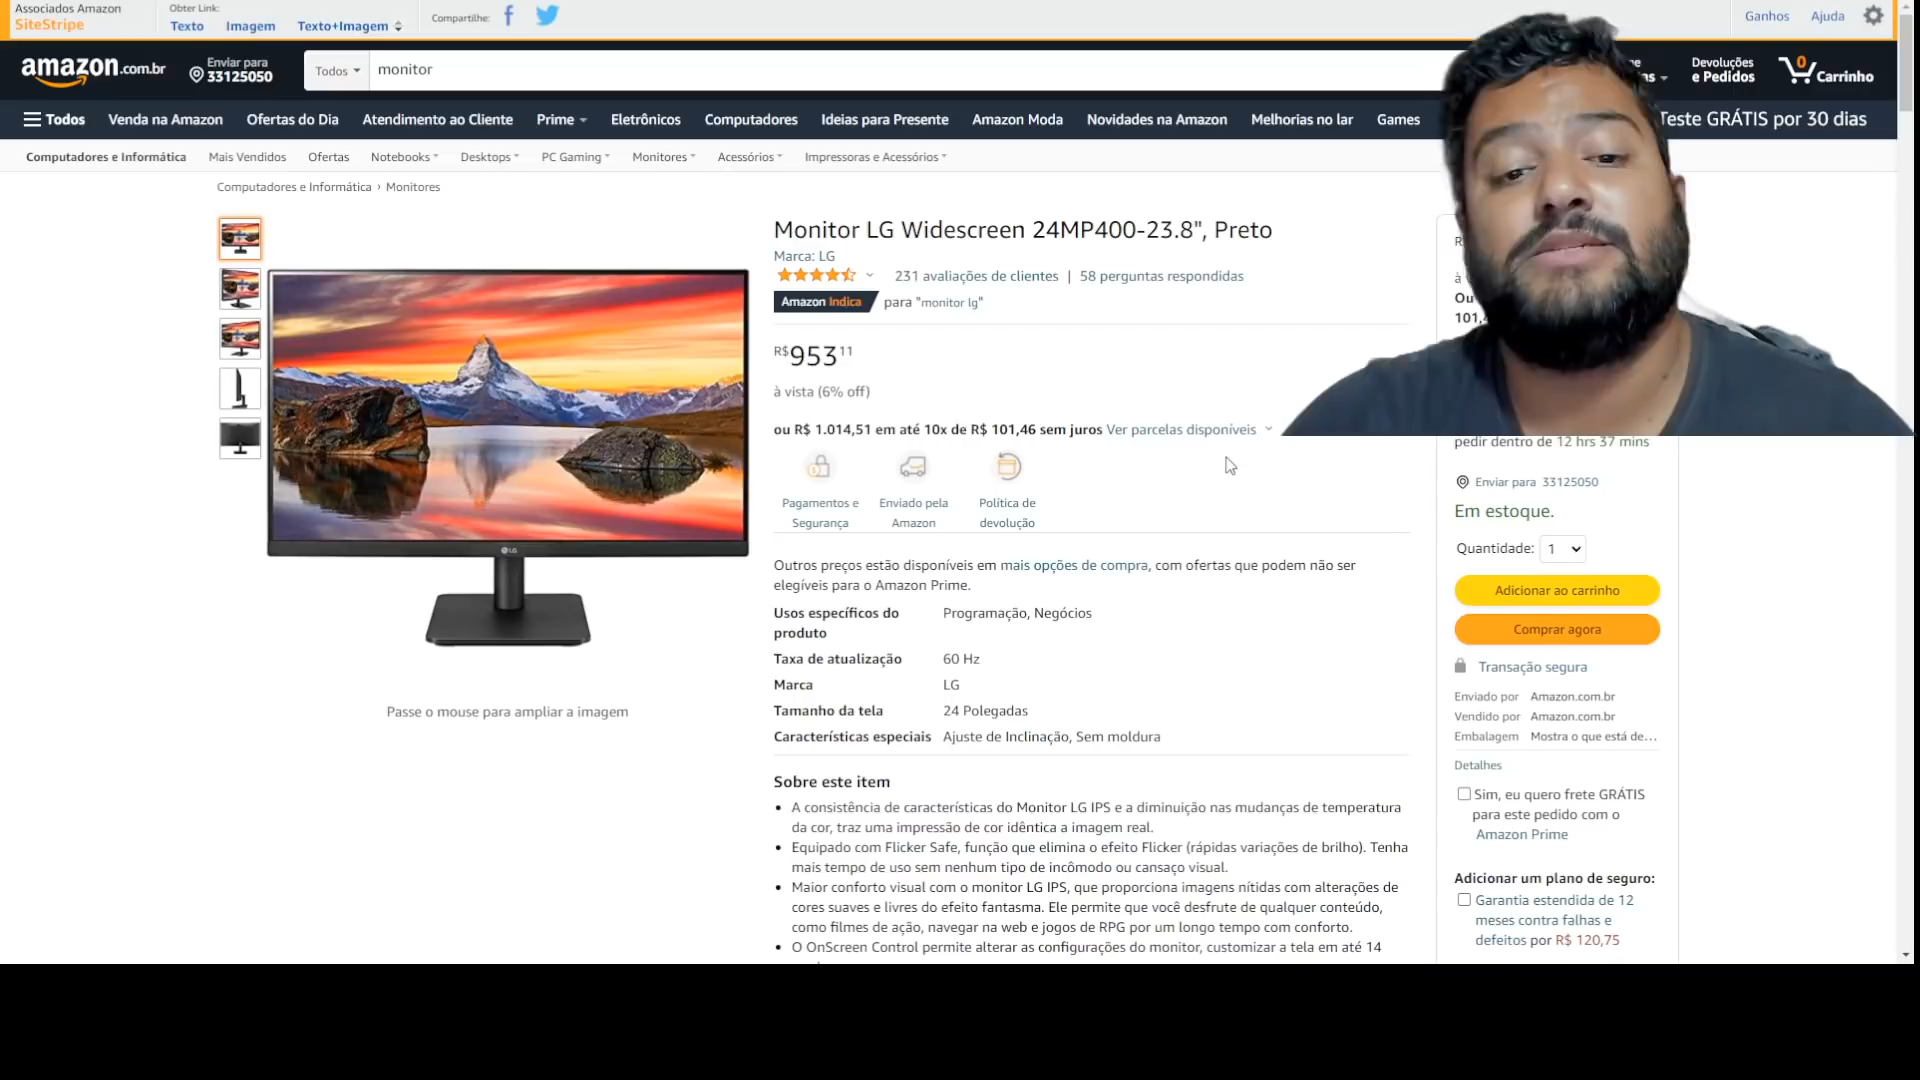 Associados Amazon
SiteStripe
Obter Link:
Texto Imagem Texto+Imagem
Compartilhe:
Ganhos Ajuda
amazon.com.br
Enviar para
33125050
Todos
monitor
Devoluções
e Pedidos
0
Carrinho
Todos Venda na Amazon Ofertas do Dia Atendimento ao Cliente Prime Eletrônicos Computadores Ideias para Presente Amazon Moda Novidades na Amazon Melhorias no lar Games Teste GRÁTIS por 30 dias
Computadores e Informática Mais Vendidos Ofertas Notebooks Desktops PC Gaming Monitores Acessórios Impressoras e Acessórios
Computadores e Informática › Monitores
Monitor LG Widescreen 24MP400-23.8", Preto
Marca: LG
231 avaliações de clientes | 58 perguntas respondidas
Amazon Indica para "monitor lg"
R$953 11
à vista (6% off)
ou R$ 1.014,51 em até 10x de R$ 101,46 sem juros Ver parcelas disponíveis
Pagamentos e
Segurança
Enviado pela
Amazon
Política de
devolução
Outros preços estão disponíveis em mais opções de compra, com ofertas que podem não ser
elegíveis para o Amazon Prime.
Usos específicos do
produto
Programação, Negócios
Taxa de atualização 60 Hz
Marca LG
Tamanho da tela 24 Polegadas
Características especiais Ajuste de Inclinação, Sem moldura
Sobre este item
• A consistência de características do Monitor LG IPS e a diminuição nas mudanças de temperatura
da cor, traz uma impressão de cor idêntica a imagem real.
• Equipado com Flicker Safe, função que elimina o efeito Flicker (rápidas variações de brilho). Tenha
mais tempo de uso sem nenhum tipo de incômodo ou cansaço visual.
• Maior conforto visual com o monitor LG IPS, que proporciona imagens nítidas com alterações de
cores suaves e livres do efeito fantasma. Ele permite que você desfrute de qualquer conteúdo,
como filmes de ação, navegar na web e jogos de RPG por um longo tempo com conforto.
• O OnScreen Control permite alterar as configurações do monitor, customizar a tela em até 14
LG
Passe o mouse para ampliar a imagem
à
Ou
101,
pedir dentro de 12 hrs 37 mins
Enviar para 33125050
Em estoque.
Quantidade: 1
Adicionar ao carrinho
Comprar agora
Transação segura
Enviado por Amazon.com.br
Vendido por Amazon.com.br
Embalagem Mostra o que está de...
Detalhes
Sim, eu quero frete GRÁTIS
para este pedido com o
Amazon Prime
Adicionar um plano de seguro:
Garantia estendida de 12
meses contra falhas e
defeitos por R$ 120,75